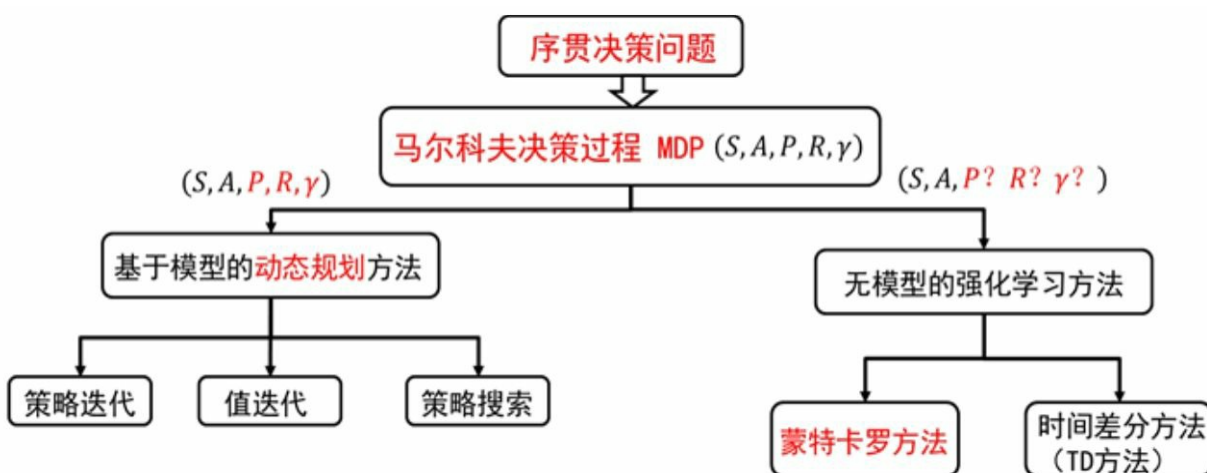 序贯决策问题
马尔科夫决策过程 MDP (S, A, P, R, γ)
(S, A, P, R, γ)
(S, A, P? R? γ? )
基于模型的动态规划方法
无模型的强化学习方法
策略迭代
值迭代
策略搜索
蒙特卡罗方法
时间差分方法
（TD方法）